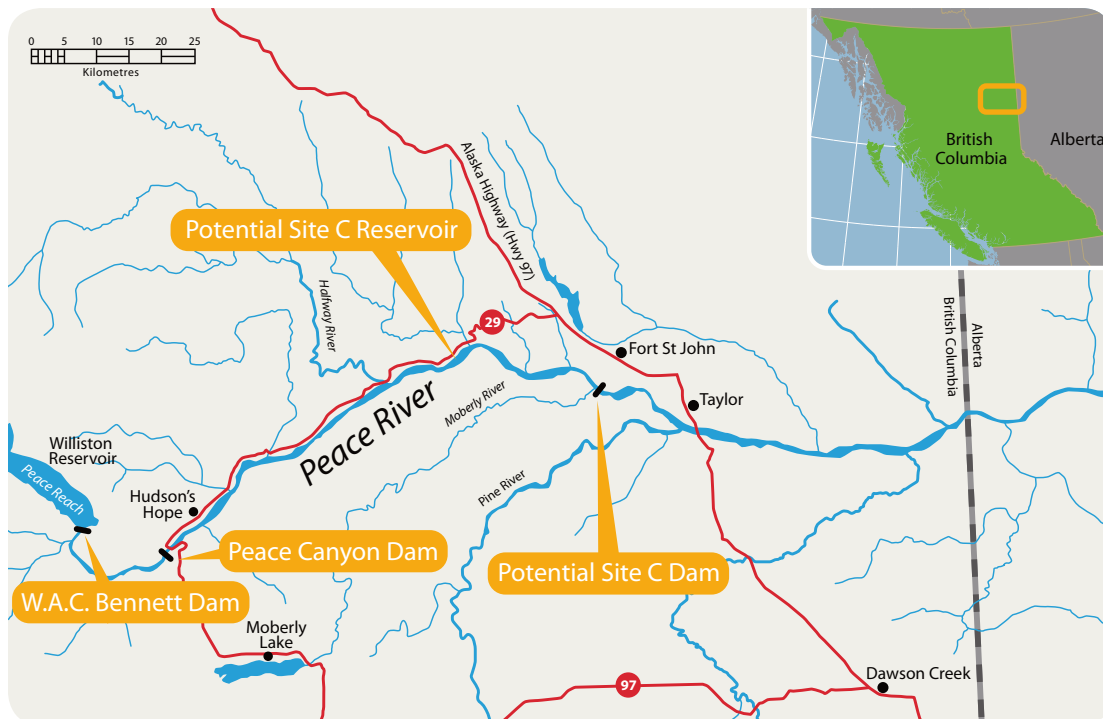 0 5 10 15 20 25
Kilometres
British
Columbia
Alberta
Alaska Highway (Hwy 97)
Potential Site C Reservoir
Halfway River
29
Fort St John
British Columbia
Alberta
Peace River
Moberly River
Taylor
Williston
Reservoir
Peace Reach
Pine River
Hudson's
Hope
Peace Canyon Dam
Potential Site C Dam
W.A.C. Bennett Dam
Moberly
Lake
Dawson Creek
97